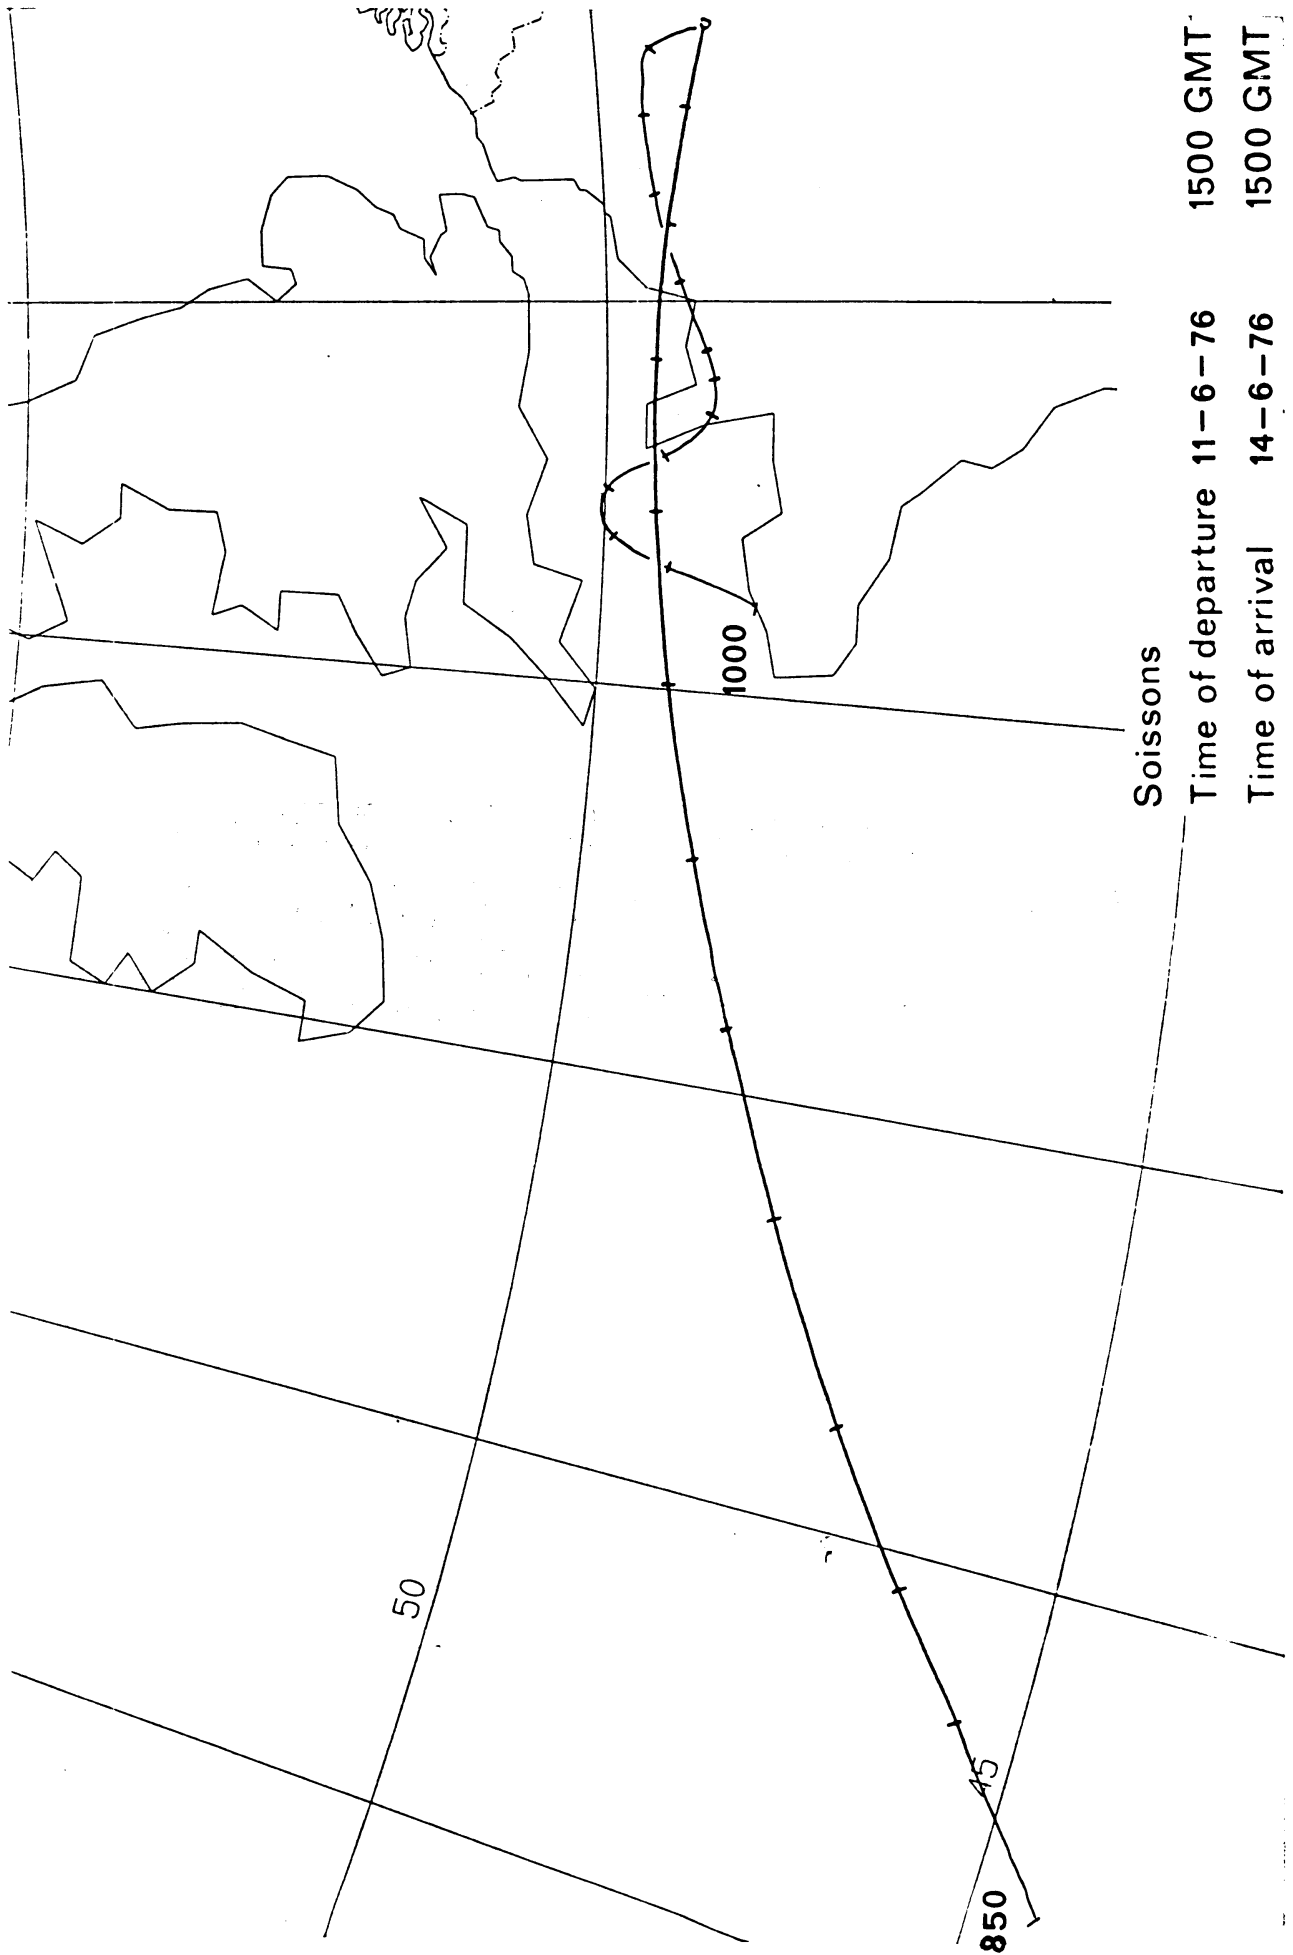 Soissons
Time of departure 11–6–76 1500 GMT
Time of arrival 14–6–76 1500 GMT
1000
50
45
850